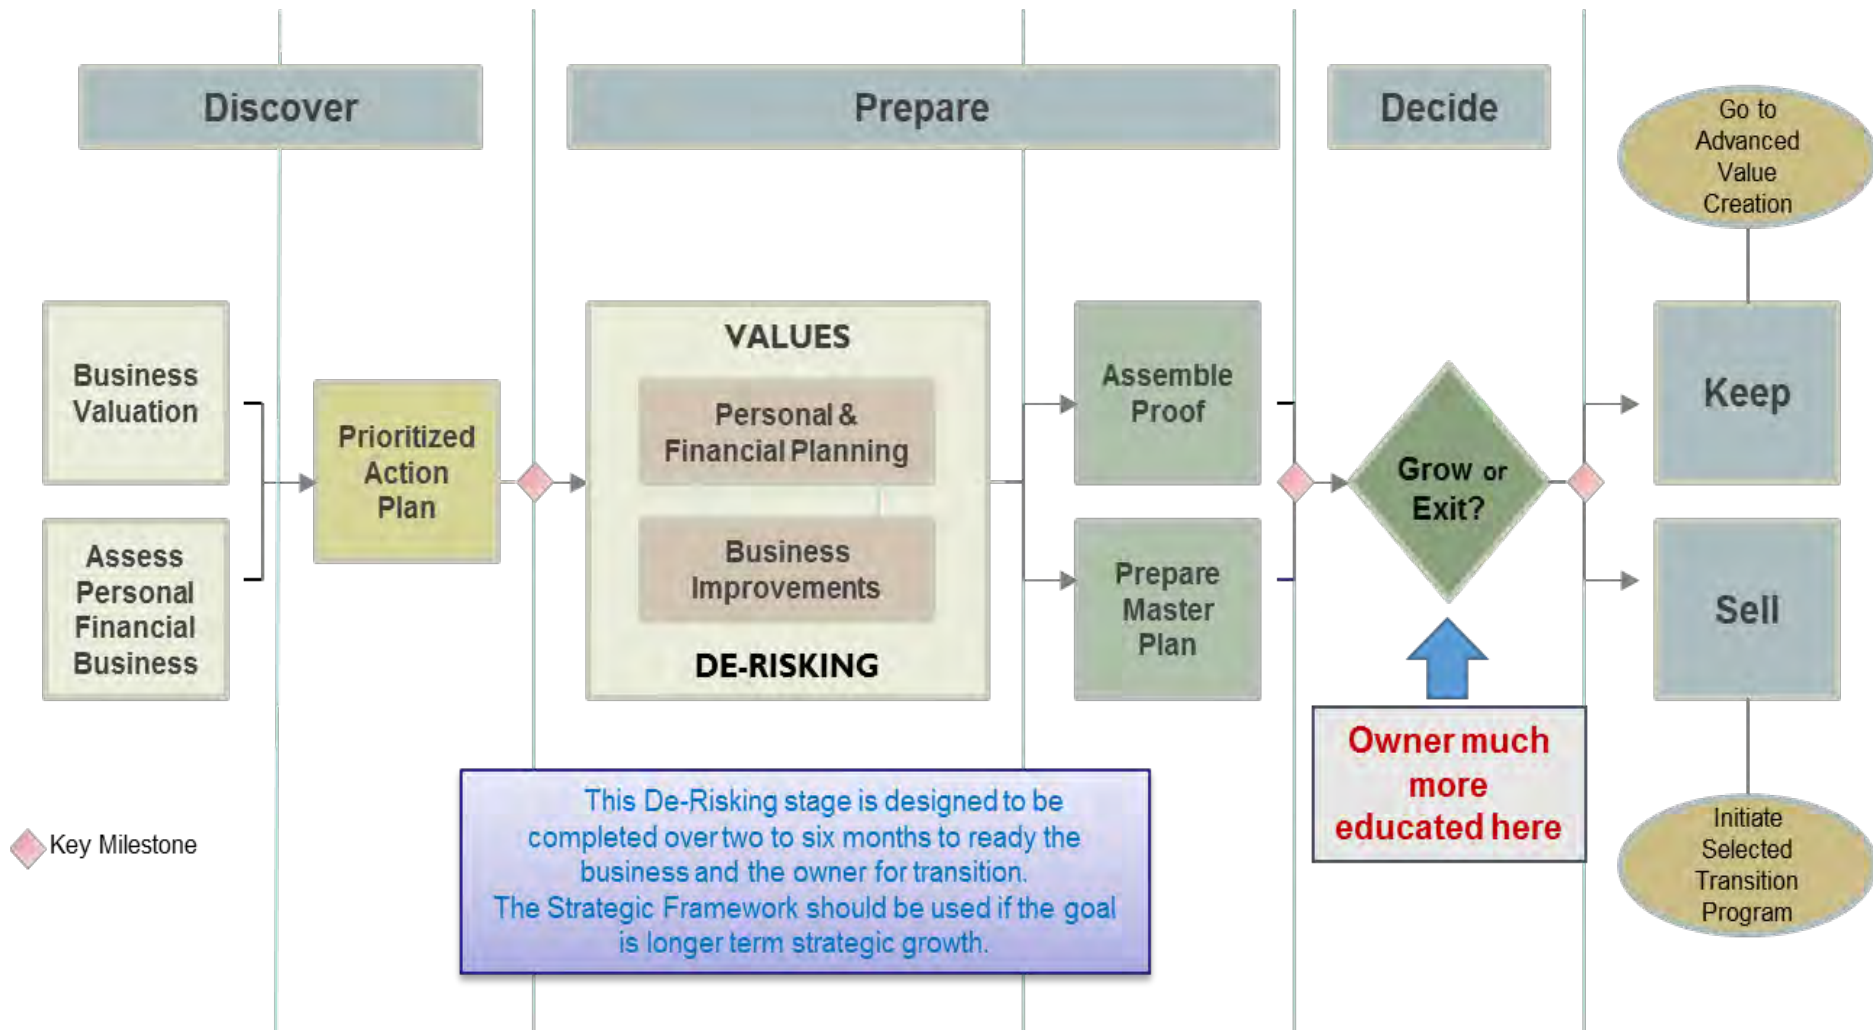 Discover
Prepare
Decide
Go to
Advanced
Value
Creation
Business
Valuation
Assess
Personal
Financial
Business
Prioritized
Action
Plan
VALUES
Personal &
Financial Planning
Business
Improvements
DE-RISKING
Assemble
Proof
Prepare
Master
Plan
Grow or
Exit?
Keep
Sell
Owner much
more
educated here
This De-Risking stage is designed to be
completed over two to six months to ready the
business and the owner for transition.
The Strategic Framework should be used if the goal
is longer term strategic growth.
Initiate
Selected
Transition
Program
Key Milestone